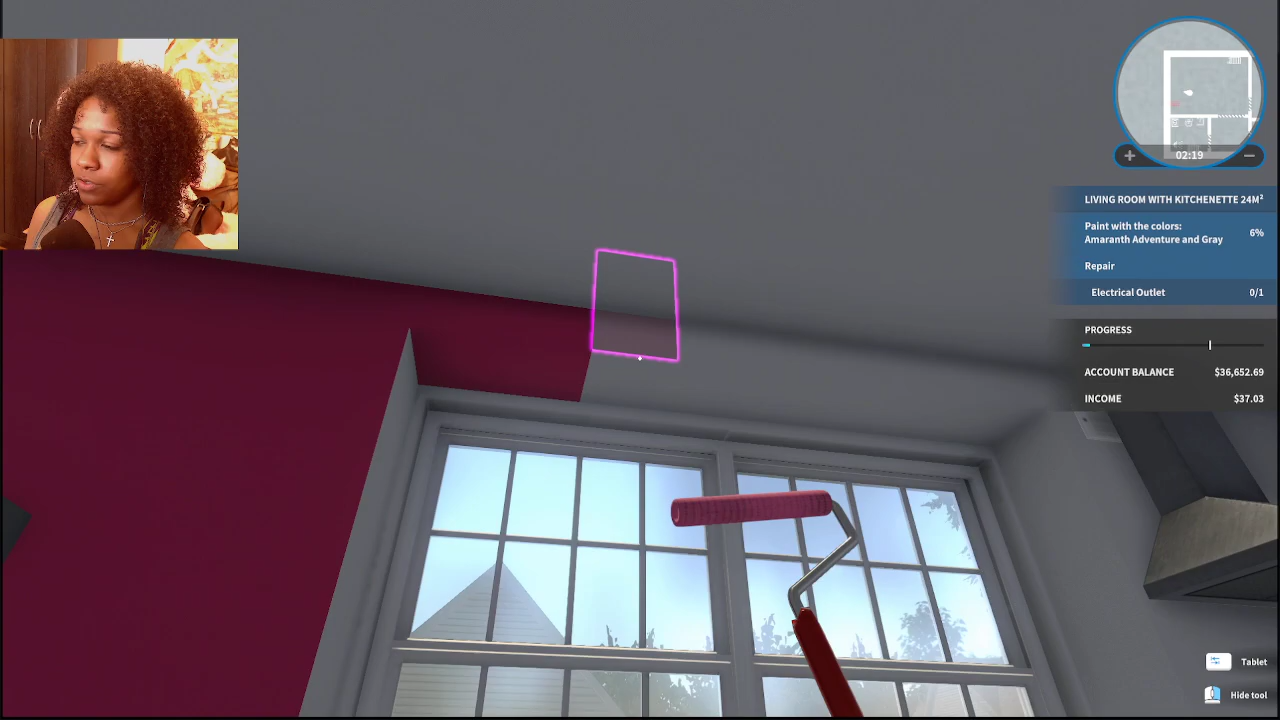 02:19
LIVING ROOM WITH KITCHENETTE 24M²
Paint with the colors:
Amaranth Adventure and Gray
6%
Repair
Electrical Outlet 0/1
PROGRESS
ACCOUNT BALANCE $36,652.69
INCOME $37.03
Tablet
Hide tool